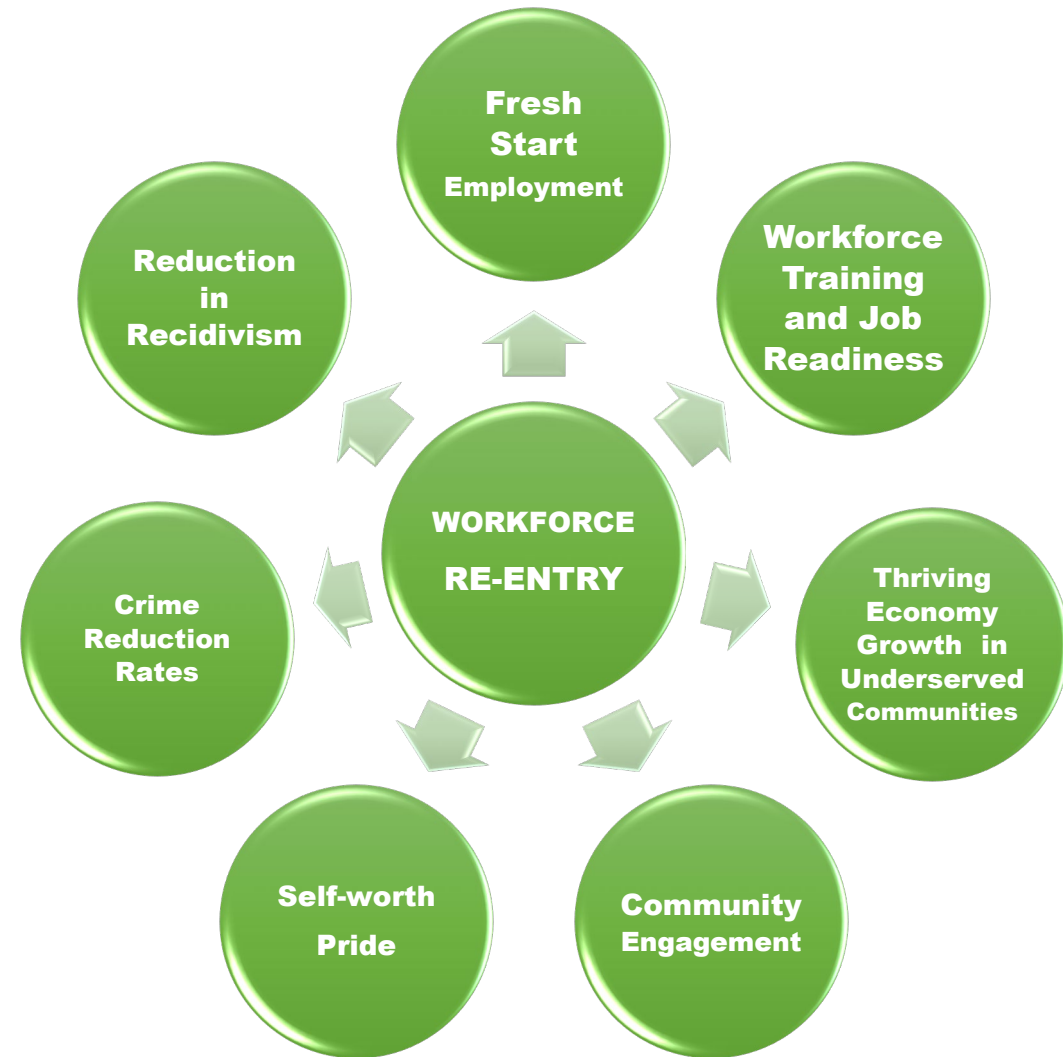 Fresh
Start
Employment
Workforce
Training
and Job
Readiness
Thriving
Economy
Growth in
Underserved
Communities
Community
Engagement
Self-worth
Pride
Crime
Reduction
Rates
Reduction
in
Recidivism
WORKFORCE
RE-ENTRY